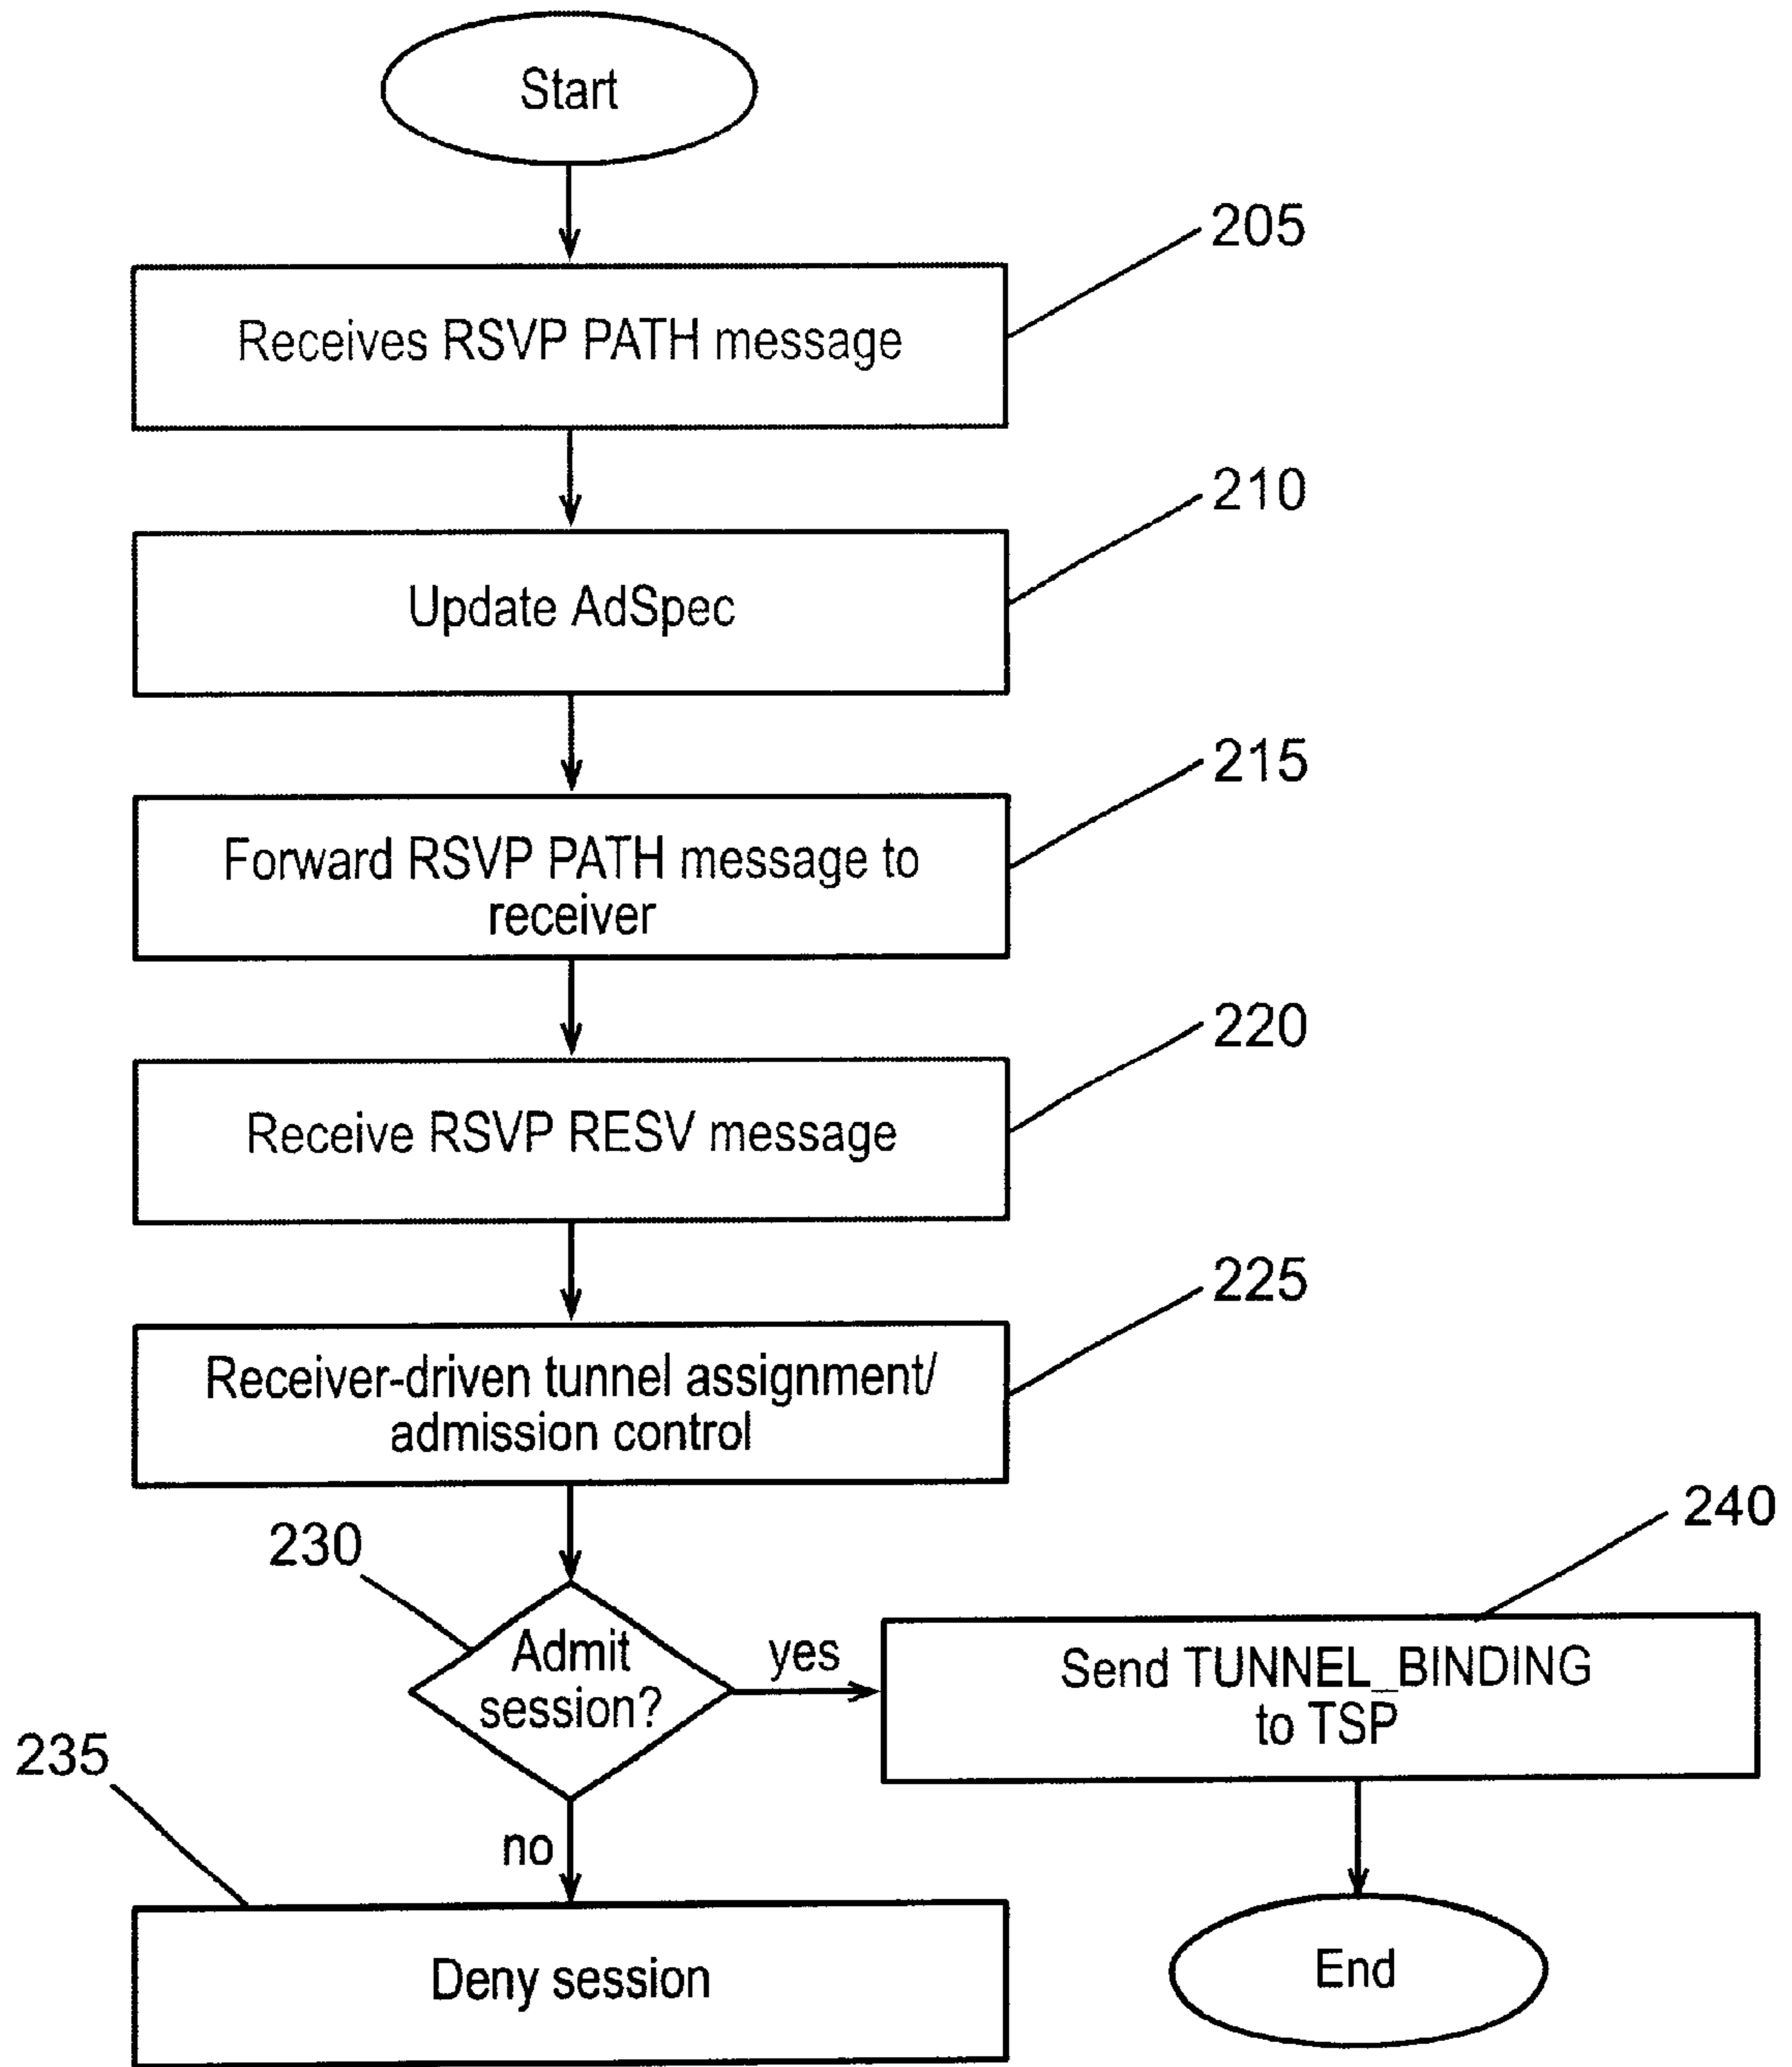 Start
205
Receives RSVP PATH message
210
Update AdSpec
215
Forward RSVP PATH message to
receiver
220
Receive RSVP RESV message
225
Receiver-driven tunnel assignment/
admission control
230
240
Admit
session?
yes
Send TUNNEL_BINDING
to TSP
235
no
Deny session
End